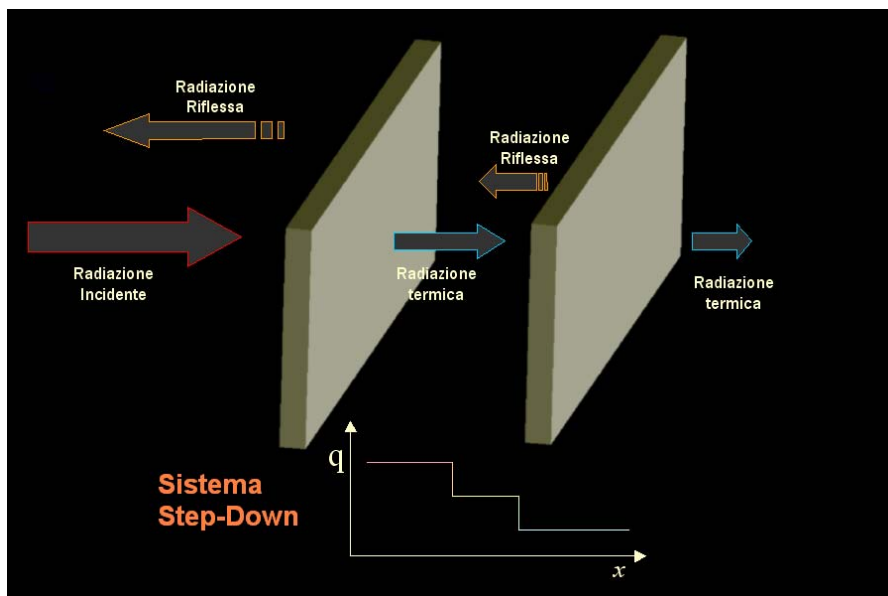 Radiazione
Riflessa
Radiazione
Riflessa
Radiazione
Incidente
Radiazione
termica
Radiazione
termica
Sistema
Step-Down
q
x